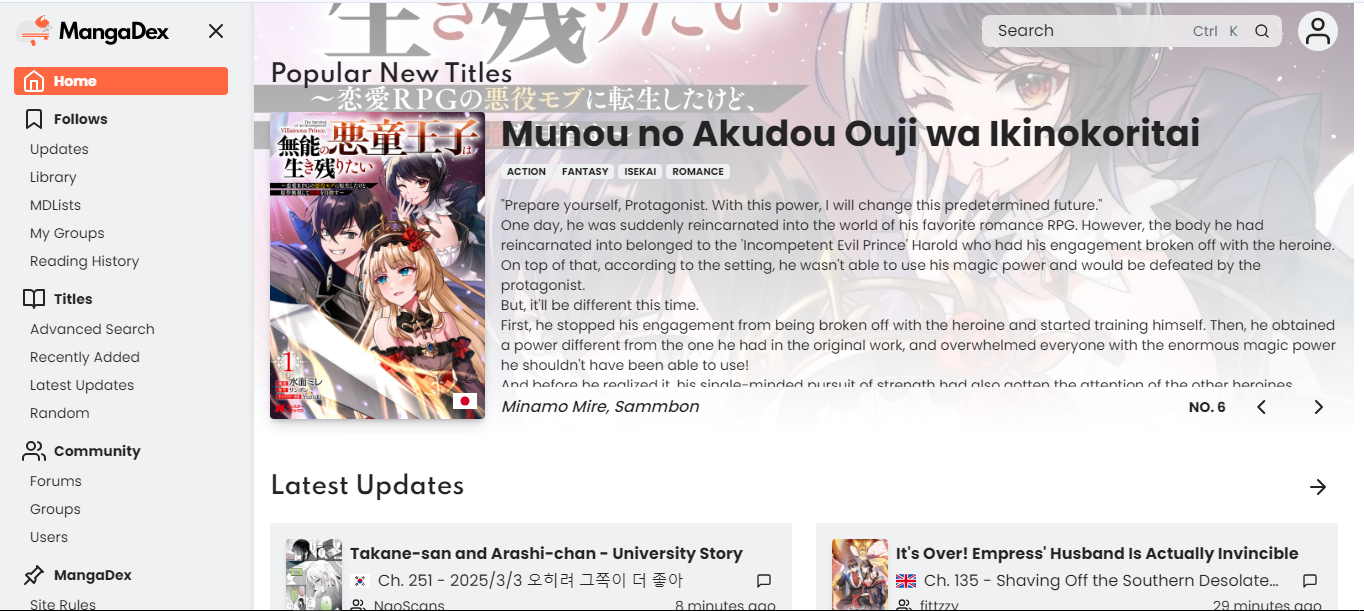 MangaDex
Home
Follows
Updates
Library
MDLists
My Groups
Reading History
Titles
Advanced Search
Recently Added
Latest Updates
Random
Community
Forums
Groups
Users
MangaDex
Site Rules
Search
Ctrl K
生き残りたい
Popular New Titles
～恋愛RPGの悪役モブに転生したけど、
Villainous Prince
無能の悪童王子は
生き残りたい
1
水面ミレ
サンボン
Yuzuki
Munou no Akudou Ouji wa Ikinokoritai
ACTION FANTASY ISEKAI ROMANCE
"Prepare yourself, Protagonist. With this power, I will change this predetermined future."
One day, he was suddenly reincarnated into the world of his favorite romance RPG. However, the body he had
reincarnated into belonged to the 'Incompetent Evil Prince' Harold who had his engagement broken off with the heroine.
On top of that, according to the setting, he wasn't able to use his magic power and would be defeated by the
protagonist.
But, it'll be different this time.
First, he stopped his engagement from being broken off with the heroine and started training himself. Then, he obtained
a power different from the one he had in the original work, and overwhelmed everyone with the enormous magic power
he shouldn't have been able to use!
And before he realized it, his single-minded pursuit of strength had also gotten the attention of the other heroines
Minamo Mire, Sammbon
NO. 6
Latest Updates
Takane-san and Arashi-chan - University Story
Ch. 251 - 2025/3/3 오히려 그쪽이 더 좋아
NaoScans
8 minutes ago
It's Over! Empress' Husband Is Actually Invincible
Ch. 135 - Shaving Off the Southern Desolate...
fittzzy
29 minutes ago